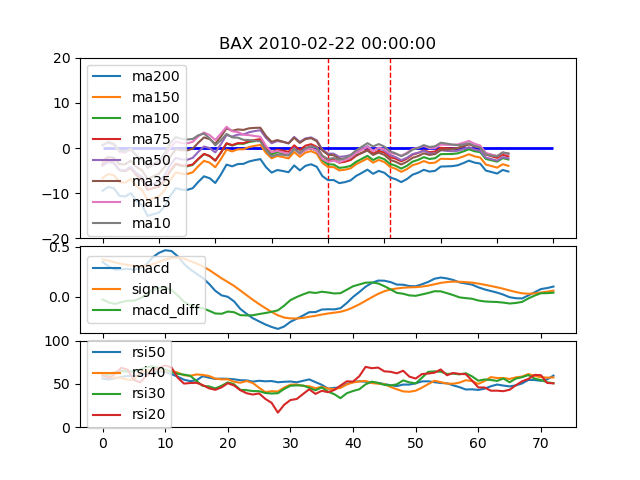 BAX 2010-02-22 00:00:00
20
10
0
−10
−20
ma200
ma150
ma100
ma75
ma50
ma35
ma15
ma10
0.5
0.0
macd
signal
macd_diff
100
50
0
rsi50
rsi40
rsi30
rsi20
0 10 20 30 40 50 60 70